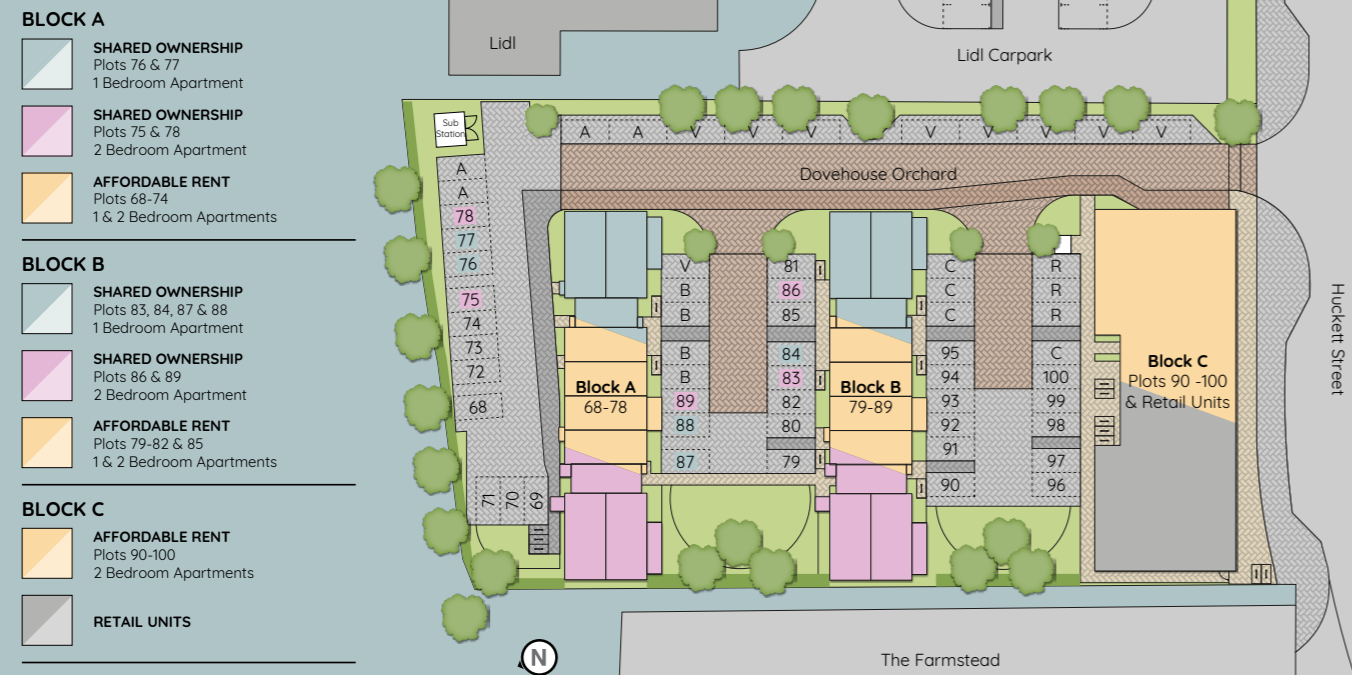 BLOCK A
SHARED OWNERSHIP
Plots 76 & 77
1 Bedroom Apartment
SHARED OWNERSHIP
Plots 75 & 78
2 Bedroom Apartment
AFFORDABLE RENT
Plots 68-74
1 & 2 Bedroom Apartments
BLOCK B
SHARED OWNERSHIP
Plots 83, 84, 87 & 88
1 Bedroom Apartment
SHARED OWNERSHIP
Plots 86 & 89
2 Bedroom Apartment
AFFORDABLE RENT
Plots 79-82 & 85
1 & 2 Bedroom Apartments
BLOCK C
AFFORDABLE RENT
Plots 90-100
2 Bedroom Apartments
RETAIL UNITS
Lidl
Lidl Carpark
Sub
Station
A A V V V V V V V V
Dovehouse Orchard
A
A
78
77
76
75
74
73
72
68
71 70 69
Block A
68-78
V
B
B
B
B
89
88
87
81
86
85
84
83
82
80
79
Block B
79-89
C
C
C
95
94
93
92
91
90
R
R
R
C
100
99
98
97
96
Block C
Plots 90 -100
& Retail Units
Huckett Street
The Farmstead
N